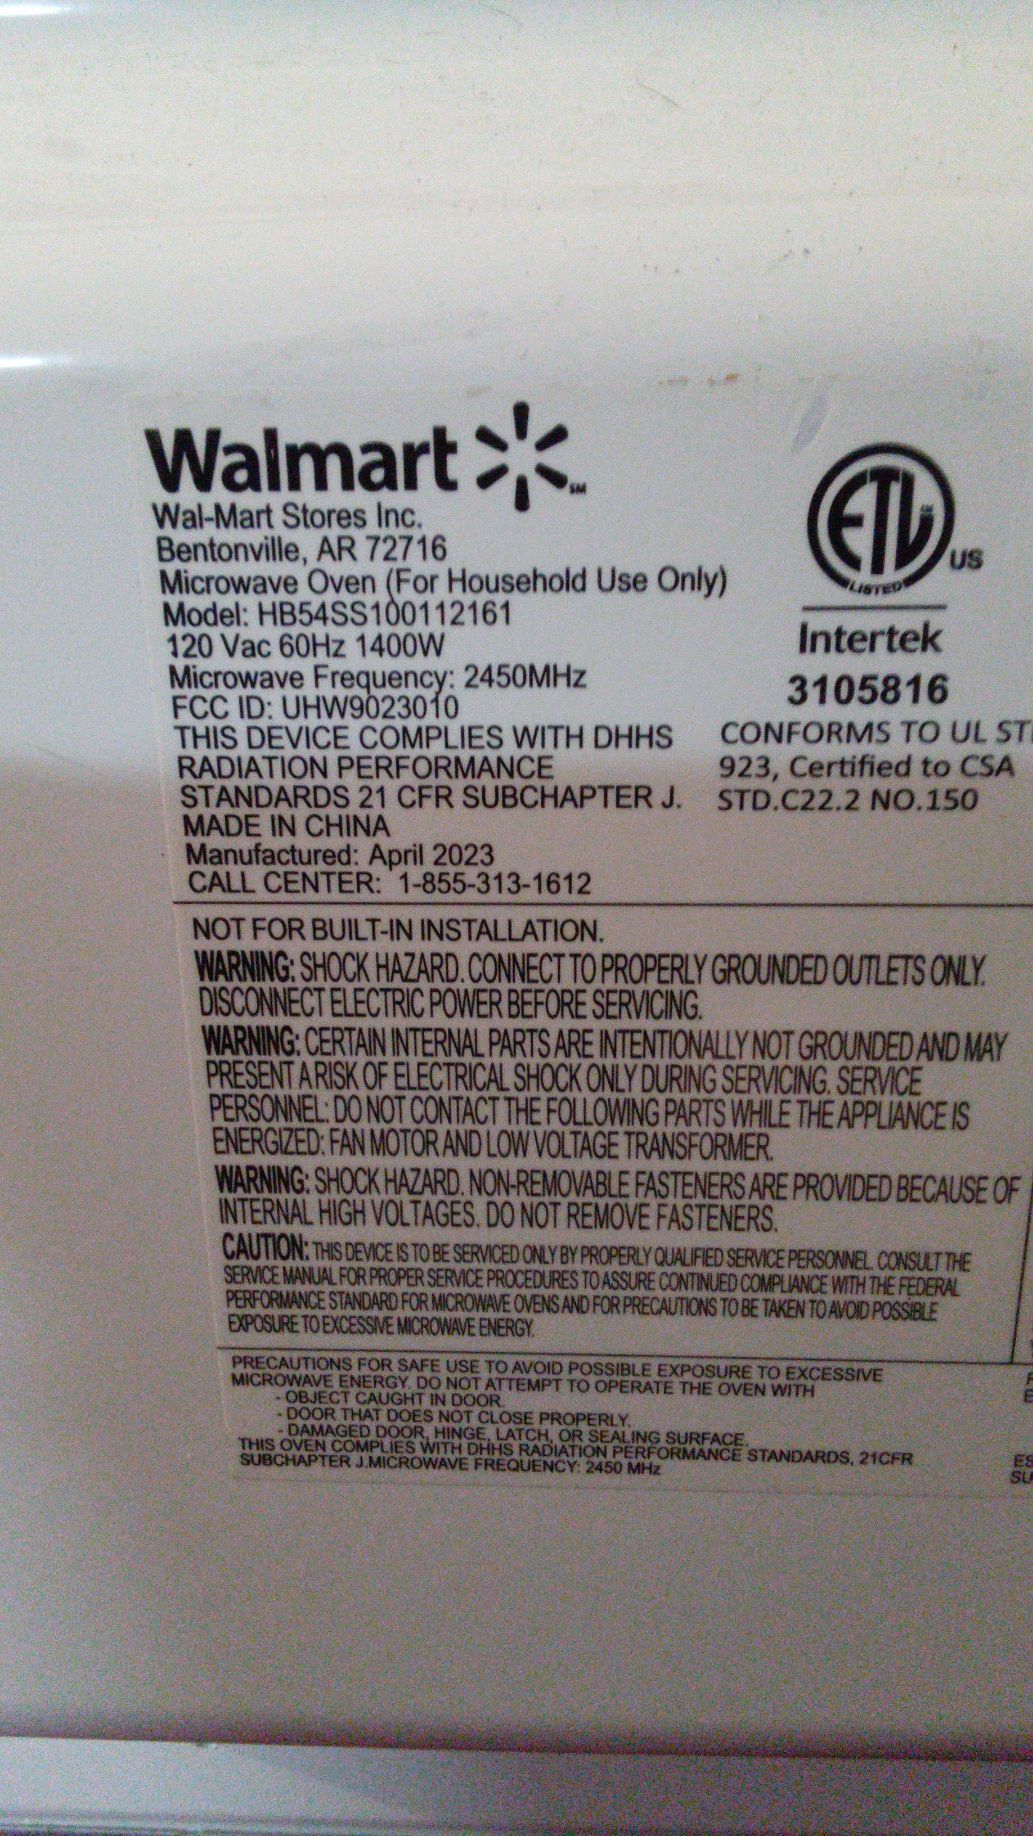 Walmart
SM
Wal-Mart Stores Inc.
Bentonville, AR 72716
Microwave Oven (For Household Use Only)
Model: HB54SS100112161
120 Vac 60Hz 1400W
Microwave Frequency: 2450MHz
FCC ID: UHW9023010
THIS DEVICE COMPLIES WITH DHHS
RADIATION PERFORMANCE
STANDARDS 21 CFR SUBCHAPTER J.
MADE IN CHINA
Manufactured: April 2023
CALL CENTER: 1-855-313-1612
ETL
LISTED
US
Intertek
3105816
CONFORMS TO UL
923, Certified to CSA
STD.C22.2 NO.150
NOT FOR BUILT-IN INSTALLATION.
WARNING: SHOCK HAZARD. CONNECT TO PROPERLY GROUNDED OUTLETS ONLY.
DISCONNECT ELECTRIC POWER BEFORE SERVICING.
WARNING: CERTAIN INTERNAL PARTS ARE INTENTIONALLY NOT GROUNDED AND MAY
PRESENT A RISK OF ELECTRICAL SHOCK ONLY DURING SERVICING. SERVICE
PERSONNEL: DO NOT CONTACT THE FOLLOWING PARTS WHILE THE APPLIANCE IS
ENERGIZED: FAN MOTOR AND LOW VOLTAGE TRANSFORMER.
WARNING: SHOCK HAZARD. NON-REMOVABLE FASTENERS ARE PROVIDED BECAUSE OF
INTERNAL HIGH VOLTAGES. DO NOT REMOVE FASTENERS.
CAUTION: THIS DEVICE IS TO BE SERVICED ONLY BY PROPERLY QUALIFIED SERVICE PERSONNEL. CONSULT THE
SERVICE MANUAL FOR PROPER SERVICE PROCEDURES TO ASSURE CONTINUED COMPLIANCE WITH THE FEDERAL
PERFORMANCE STANDARD FOR MICROWAVE OVENS AND FOR PRECAUTIONS TO BE TAKEN TO AVOID POSSIBLE
EXPOSURE TO EXCESSIVE MICROWAVE ENERGY.
PRECAUTIONS FOR SAFE USE TO AVOID POSSIBLE EXPOSURE TO EXCESSIVE
MICROWAVE ENERGY. DO NOT ATTEMPT TO OPERATE THE OVEN WITH
- OBJECT CAUGHT IN DOOR.
- DOOR THAT DOES NOT CLOSE PROPERLY.
- DAMAGED DOOR, HINGE, LATCH, OR SEALING SURFACE.
THIS OVEN COMPLIES WITH DHHS RADIATION PERFORMANCE STANDARDS, 21CFR
SUBCHAPTER J.MICROWAVE FREQUENCY: 2450 MHz